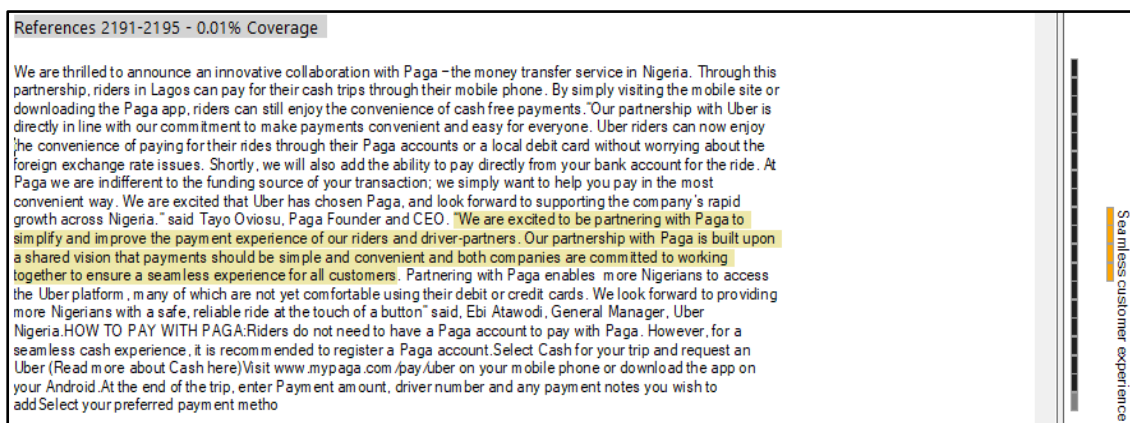 References 2191-2195 - 0.01% Coverage
We are thrilled to announce an innovative collaboration with Paga –the money transfer service in Nigeria. Through this
partnership, riders in Lagos can pay for their cash trips through their mobile phone. By simply visiting the mobile site or
downloading the Paga app, riders can still enjoy the convenience of cash free payments."Our partnership with Uber is
directly in line with our commitment to make payments convenient and easy for everyone. Uber riders can now enjoy
the convenience of paying for their rides through their Paga accounts or a local debit card without worrying about the
foreign exchange rate issues. Shortly, we will also add the ability to pay directly from your bank account for the ride. At
Paga we are indifferent to the funding source of your transaction; we simply want to help you pay in the most
convenient way. We are excited that Uber has chosen Paga, and look forward to supporting the company's rapid
growth across Nigeria." said Tayo Oviosu, Paga Founder and CEO. "We are excited to be partnering with Paga to
simplify and improve the payment experience of our riders and driver-partners. Our partnership with Paga is built upon
a shared vision that payments should be simple and convenient and both companies are committed to working
together to ensure a seamless experience for all customers. Partnering with Paga enables more Nigerians to access
the Uber platform, many of which are not yet comfortable using their debit or credit cards. We look forward to providing
more Nigerians with a safe, reliable ride at the touch of a button" said, Ebi Atawodi, General Manager, Uber
Nigeria.HOW TO PAY WITH PAGA:Riders do not need to have a Paga account to pay with Paga. However, for a
seamless cash experience, it is recommended to register a Paga account.Select Cash for your trip and request an
Uber (Read more about Cash here)Visit www.mypaga.com/pay/uber on your mobile phone or download the app on
your Android.At the end of the trip, enter Payment amount, driver number and any payment notes you wish to
addSelect your preferred payment metho
Seamless customer experience